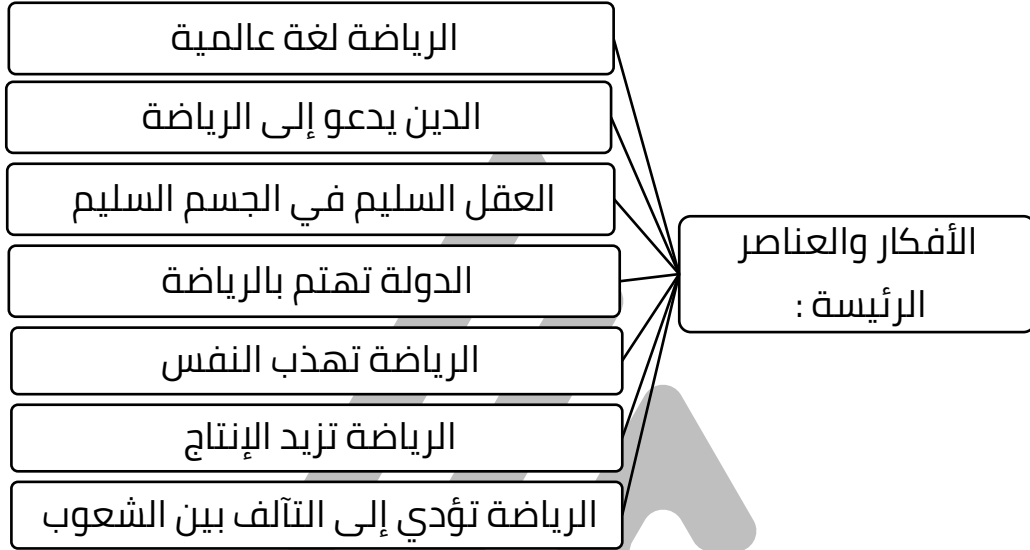 الأفكار والعناصر
الرئيسة :
الرياضة لغة عالمية
الدين يدعو إلى الرياضة
العقل السليم في الجسم السليم
الدولة تهتم بالرياضة
الرياضة تهذب النفس
الرياضة تزيد الإنتاج
الرياضة تؤدي إلى التآلف بين الشعوب